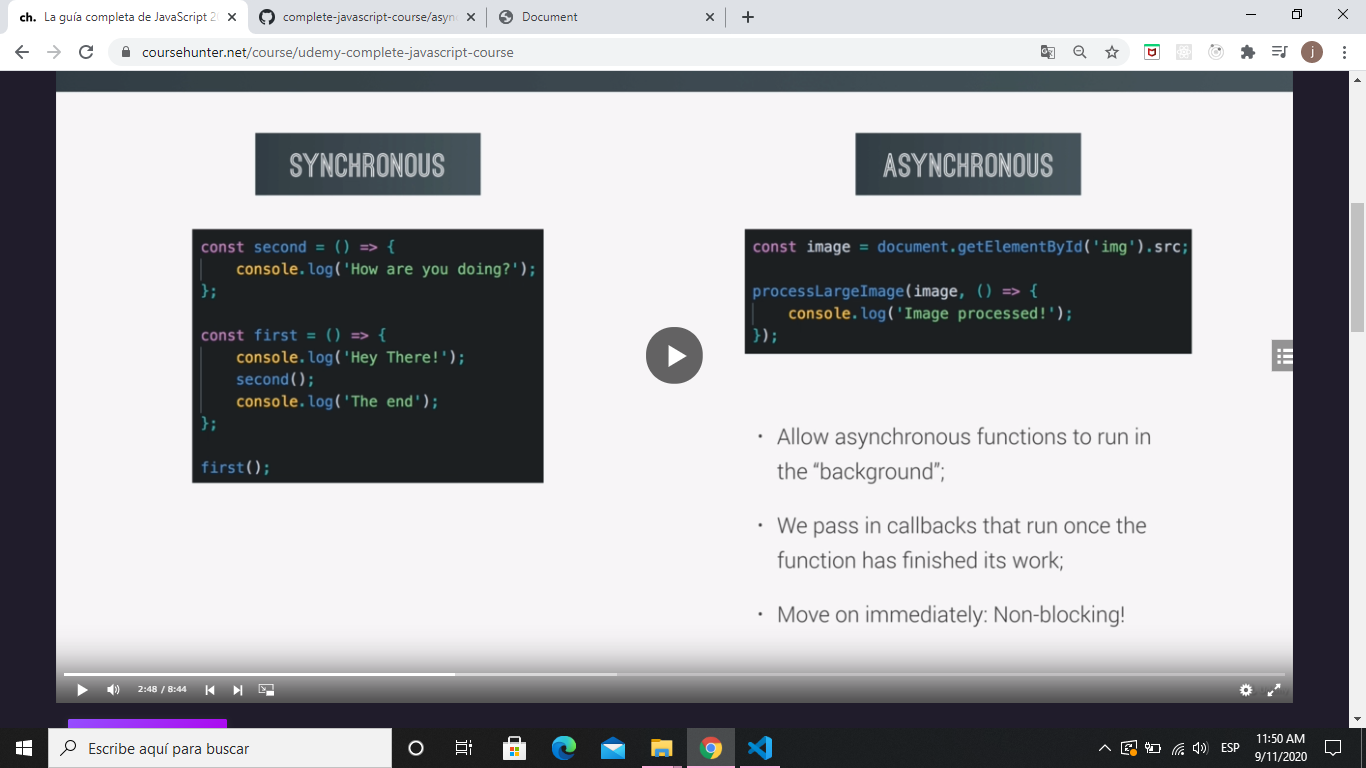 ch. La guía completa de JavaScript 2
complete-javascript-course/asyn
Document
coursehunter.net/course/udemy-complete-javascript-course
j
SYNCHRONOUS
const second = () => {
    console.log('How are you doing?');
};
const first = () => {
    console.log('Hey There!');
    second();
    console.log('The end');
};
first();
ASYNCHRONOUS
const image = document.getElementById('img').src;
processLargeImage(image, () => {
    console.log('Image processed!');
});
· Allow asynchronous functions to run in
the “background”;
· We pass in callbacks that run once the
function has finished its work;
· Move on immediately: Non-blocking!
2:48 / 8:44
Escribe aquí para buscar
ESP
11:50 AM
9/11/2020